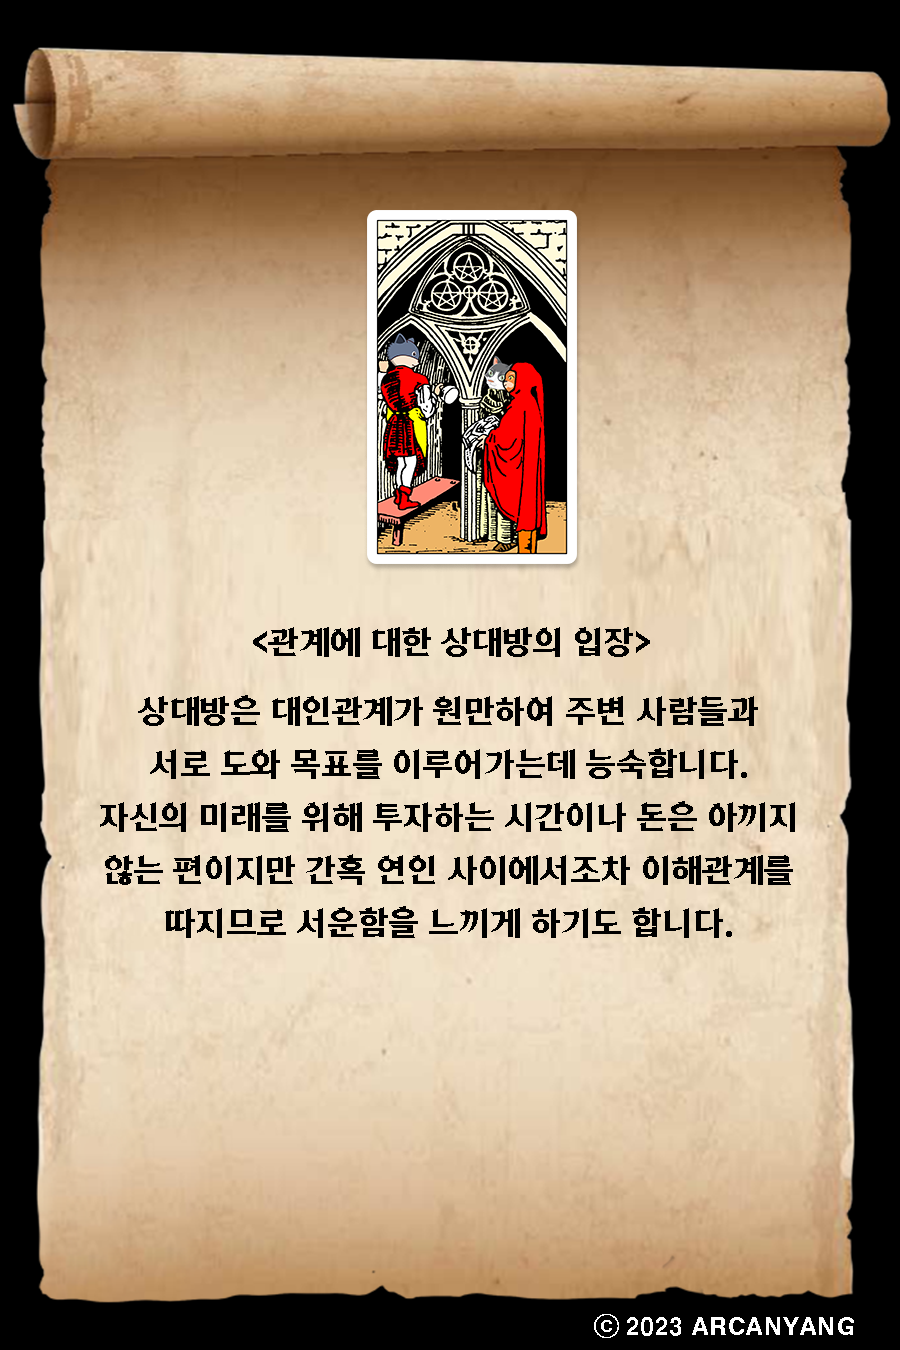 <관계에 대한 상대방의 입장>
상대방은 대인관계가 원만하여 주변 사람들과
서로 도와 목표를 이루어가는데 능숙합니다.
자신의 미래를 위해 투자하는 시간이나 돈은 아끼지
않는 편이지만 간혹 연인 사이에서조차 이해관계를
따지므로 서운함을 느끼게 하기도 합니다.
© 2023 ARCANYANG